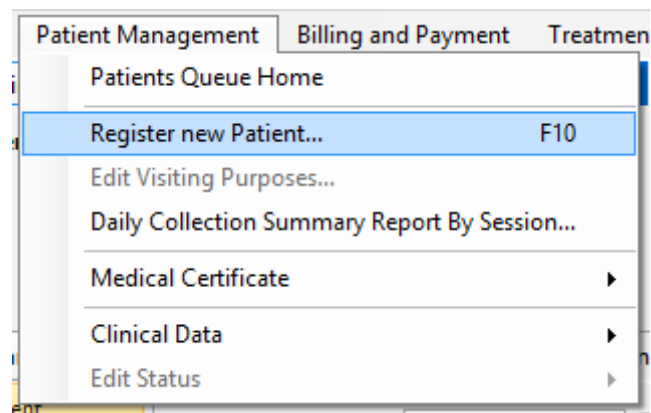 Patient Management Billing and Payment
Patients Queue Home
Register new Patient... F10
Edit Visiting Purposes...
Daily Collection Summary Report By Session...
Medical Certificate
Clinical Data
Edit Status